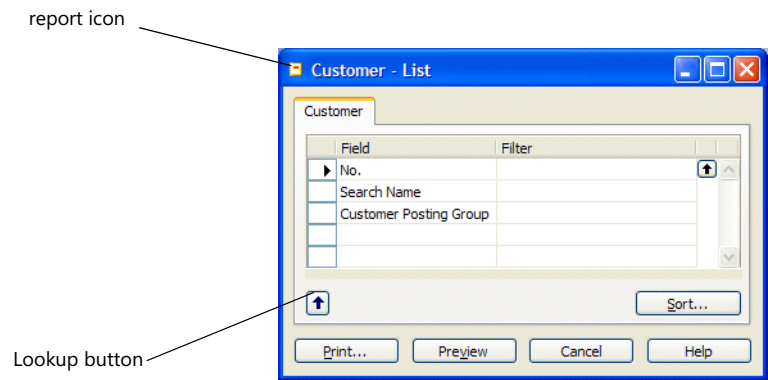 report icon
Customer - List
Customer
Field Filter
No.
Search Name
Customer Posting Group
Sort...
Lookup button
Print... Preview Cancel Help